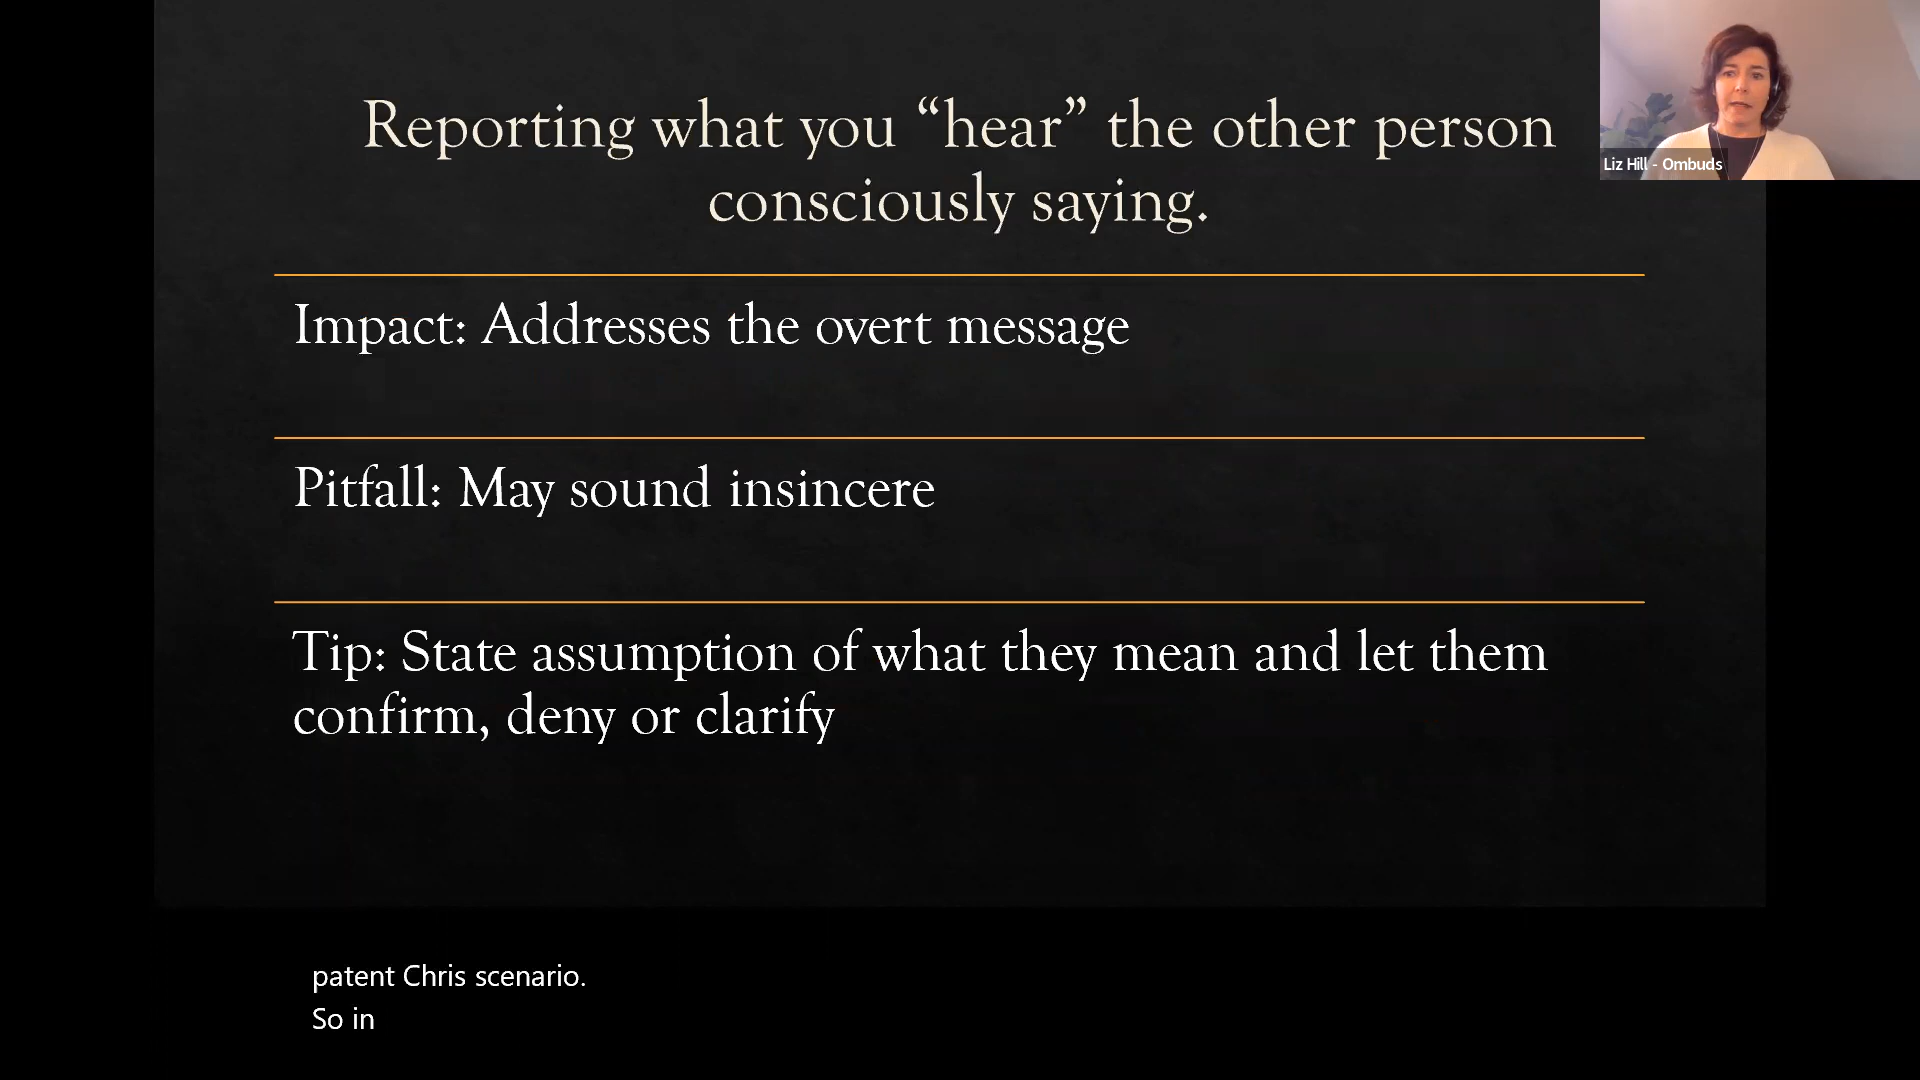 Reporting what you “hear” the other person
consciously saying.
Liz Hill - Ombuds
Impact: Addresses the overt message
Pitfall: May sound insincere
Tip: State assumption of what they mean and let them
confirm, deny or clarify
patent Chris scenario.
So in